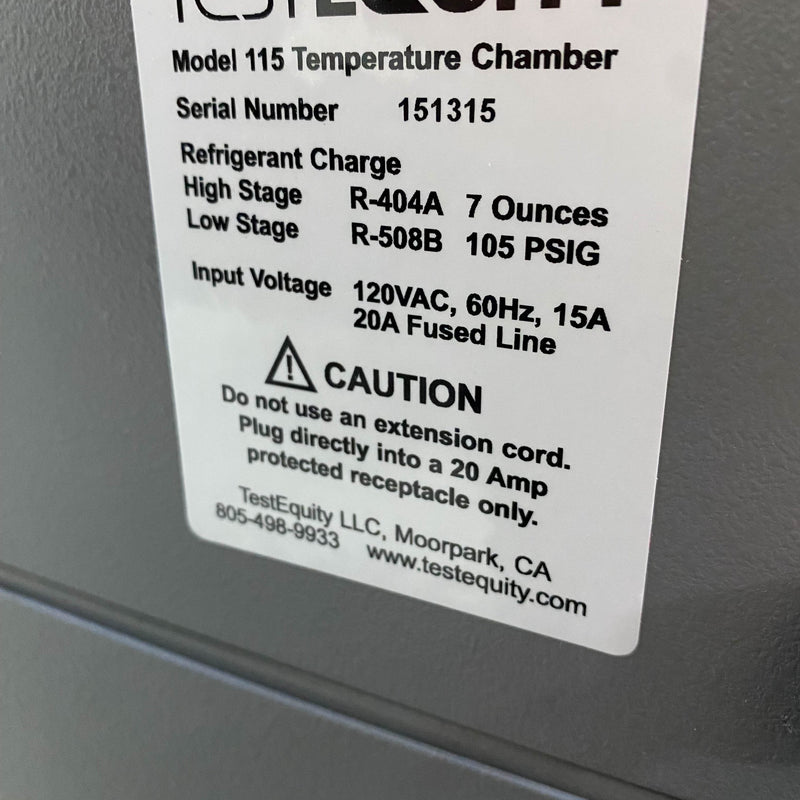 TESTEQUITY
Model 115 Temperature Chamber
Serial Number 151315
Refrigerant Charge
High Stage R-404A 7 Ounces
Low Stage R-508B 105 PSIG
Input Voltage 120VAC, 60Hz, 15A
20A Fused Line
CAUTION
Do not use an extension cord.
Plug directly into a 20 Amp
protected receptacle only.
TestEquity LLC, Moorpark, CA
805-498-9933 www.testequity.com